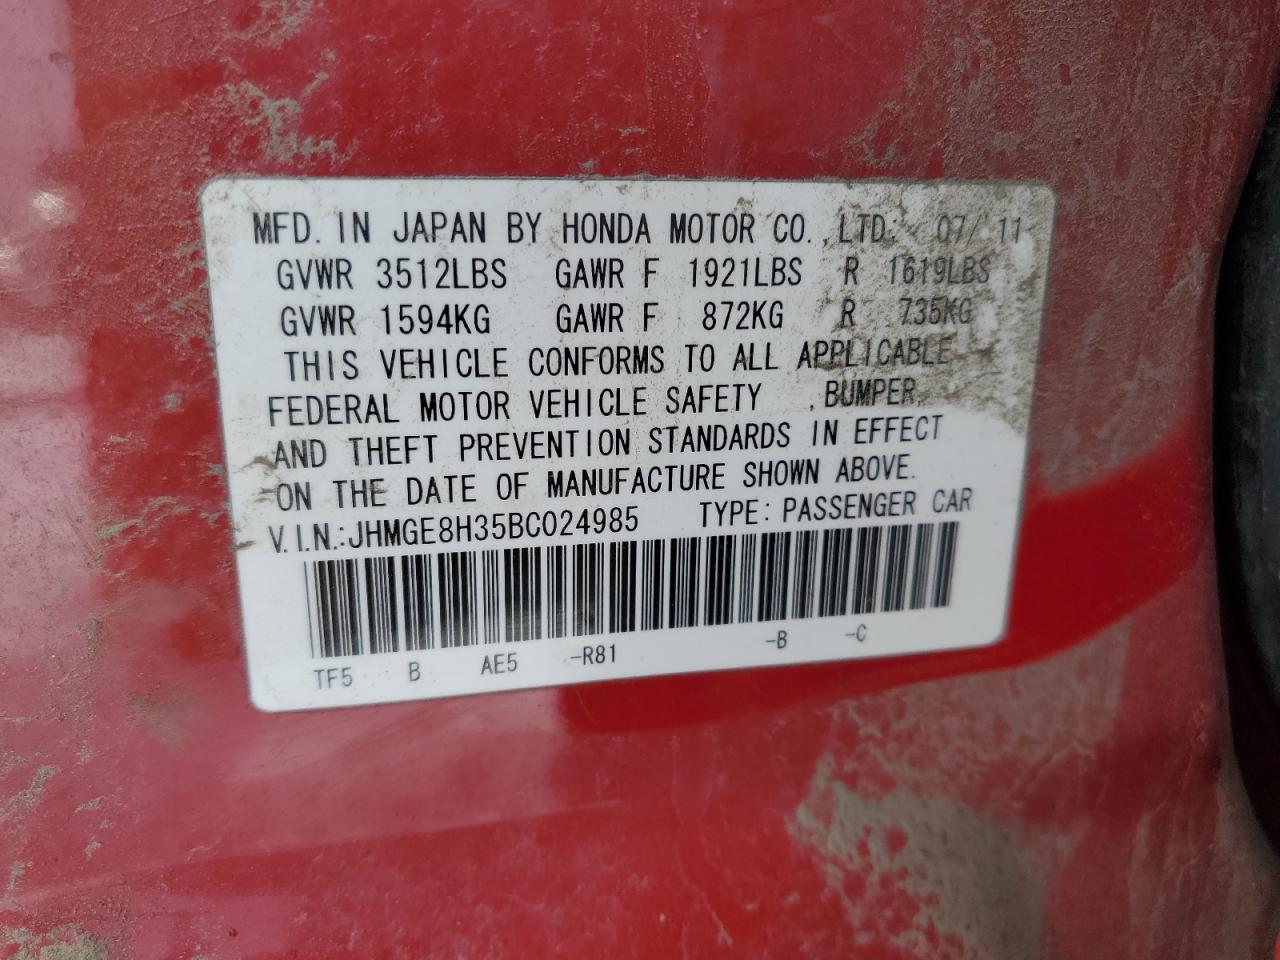 MFD. IN JAPAN BY HONDA MOTOR CO., LTD. 07/ 11
GVWR 3512LBS GAWR F 1921LBS R 1619LBS
GVWR 1594KG GAWR F 872KG R 735KG
THIS VEHICLE CONFORMS TO ALL APPLICABLE
FEDERAL MOTOR VEHICLE SAFETY , BUMPER,
AND THEFT PREVENTION STANDARDS IN EFFECT
ON THE DATE OF MANUFACTURE SHOWN ABOVE.
V.I.N.:JHMGE8H35BC024985 TYPE: PASSENGER CAR
TF5 B AE5 -R81 -B -C